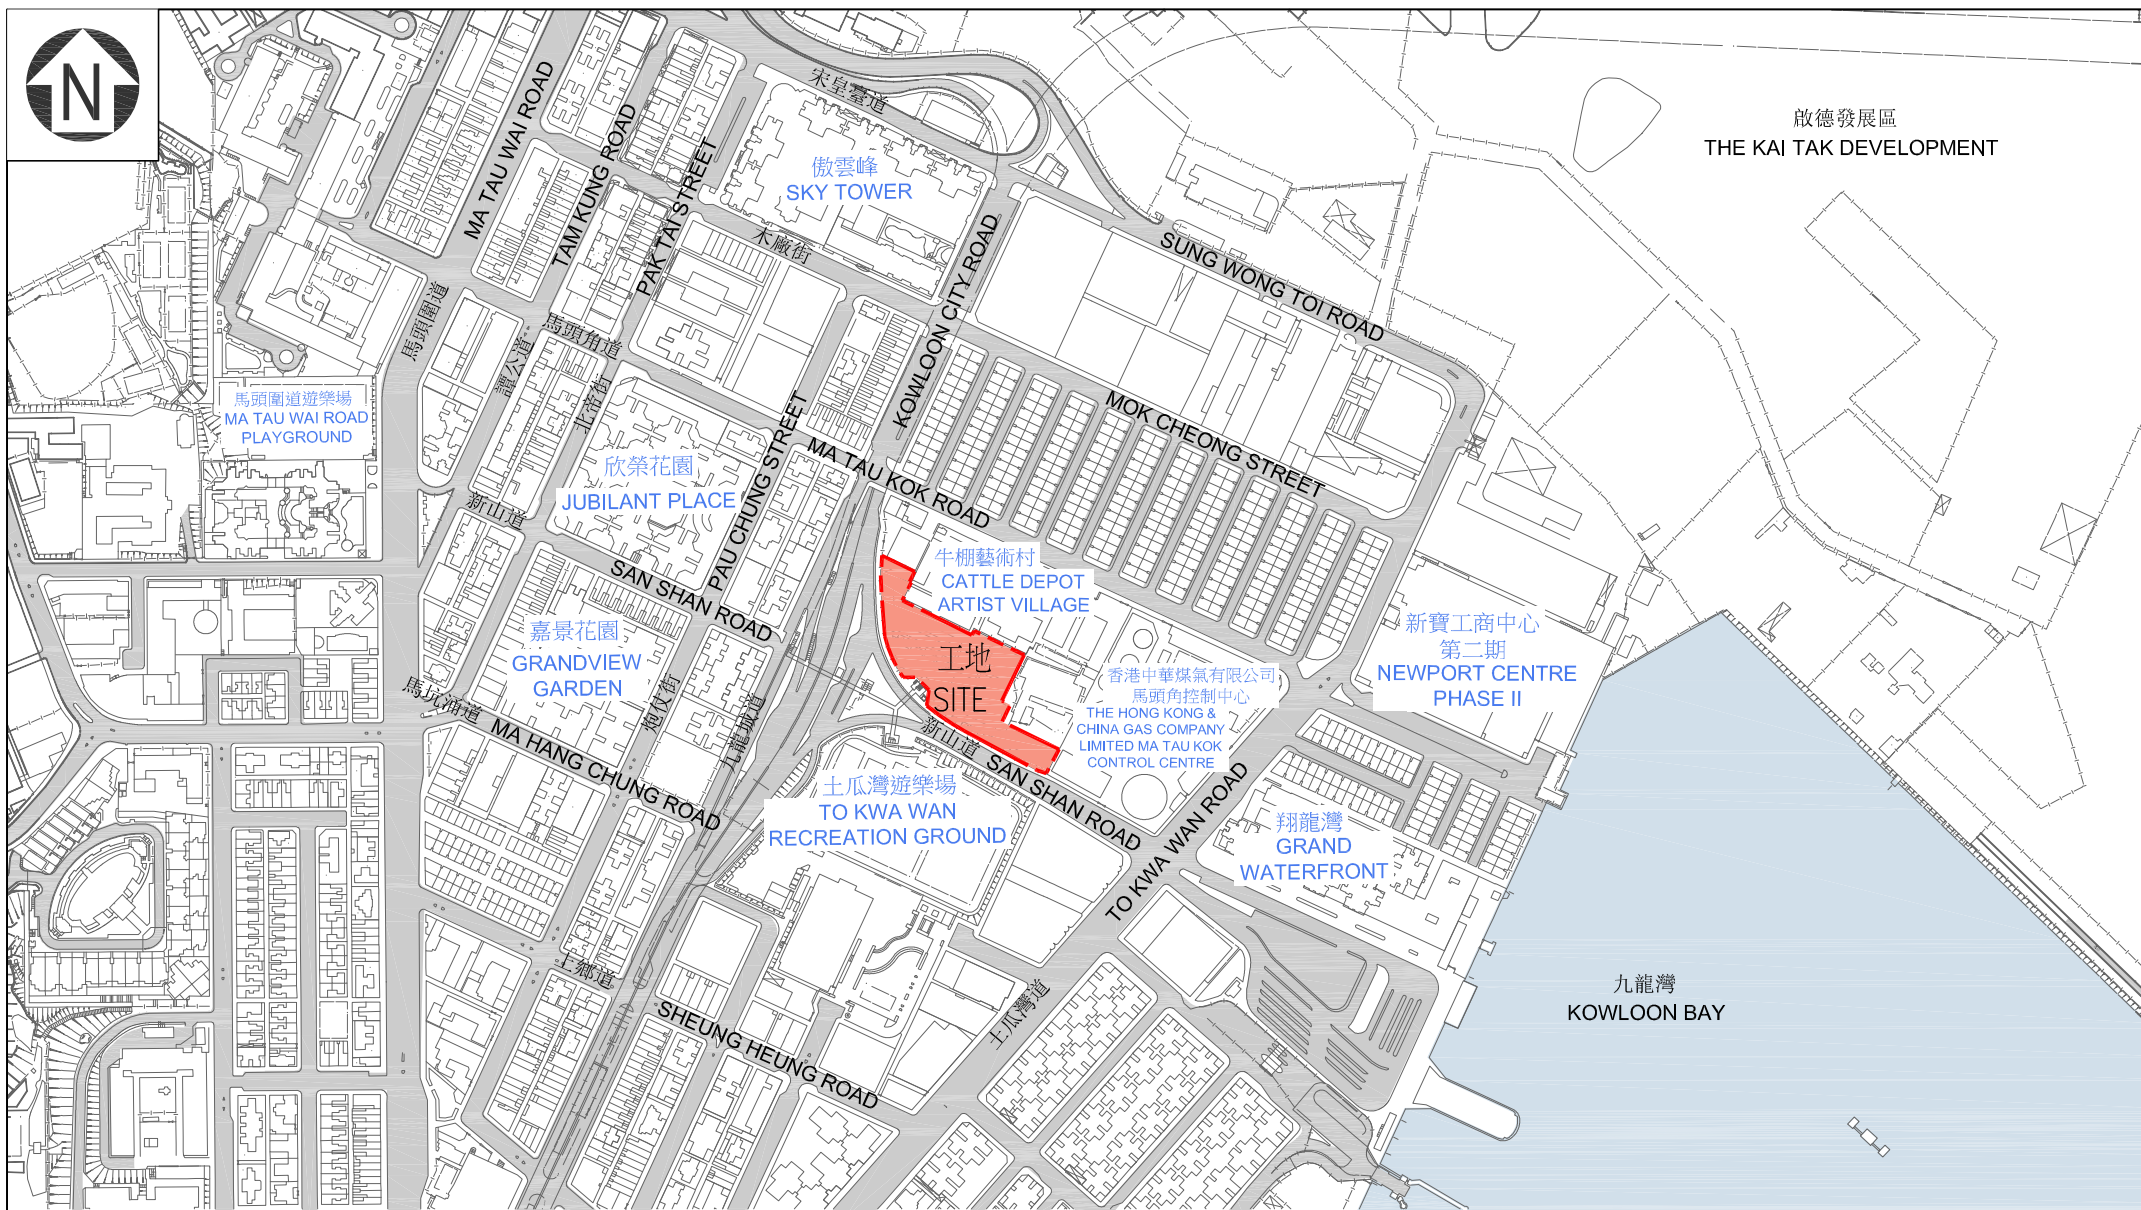 N
宋皇臺道
啟德發展區
THE KAI TAK DEVELOPMENT
MA TAU WAI ROAD
TAM KUNG ROAD
PAK TAI STREET
傲雲峰
SKY TOWER
木廠街
KOWLOON CITY ROAD
SUNG WONG TOI ROAD
馬頭圍道
譚公道
馬頭角道
北帝街
馬頭圍道遊樂場
MA TAU WAI ROAD
PLAYGROUND
MOK CHEONG STREET
欣榮花園
JUBILANT PLACE
PAU CHUNG STREET
MA TAU KOK ROAD
新山道
SAN SHAN ROAD
牛棚藝術村
CATTLE DEPOT
ARTIST VILLAGE
嘉景花園
GRANDVIEW
GARDEN
工地
SITE
新寶工商中心
第二期
NEWPORT CENTRE
PHASE II
香港中華煤氣有限公司
馬頭角控制中心
THE HONG KONG &
CHINA GAS COMPANY
LIMITED MA TAU KOK
CONTROL CENTRE
馬坑涌道
MA HANG CHUNG ROAD
炮仗街
九龍城道
新山道
SAN SHAN ROAD
土瓜灣遊樂場
TO KWA WAN
RECREATION GROUND
TO KWA WAN ROAD
翔龍灣
GRAND
WATERFRONT
上鄉道
SHEUNG HEUNG ROAD
土瓜灣道
九龍灣
KOWLOON BAY